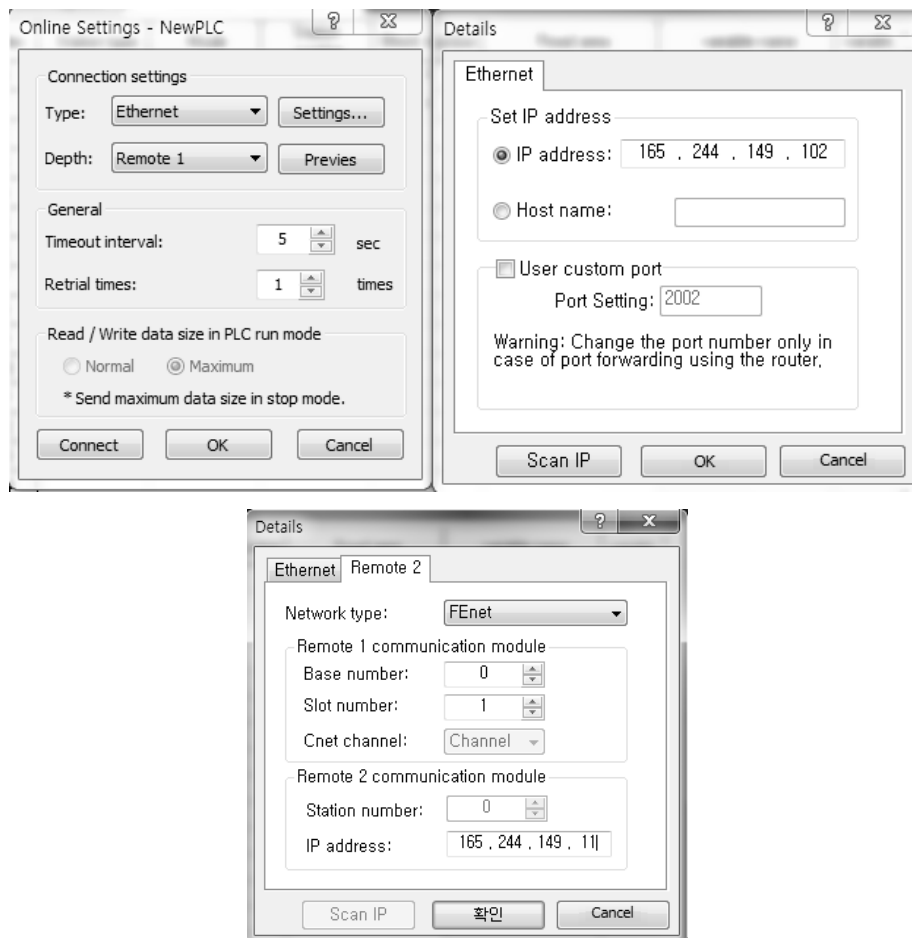 Online Settings - NewPLC
Connection settings
Type: Ethernet Settings...
Depth: Remote 1 Previes
General
Timeout interval: 5 sec
Retrial times: 1 times
Read / Write data size in PLC run mode
Normal Maximum
* Send maximum data size in stop mode.
Connect OK Cancel
Details
Ethernet
Set IP address
IP address: 165 . 244 . 149 . 102
Host name:
User custom port
Port Setting: 2002
Warning: Change the port number only in
case of port forwarding using the router,
Scan IP OK Cancel
Details
Ethernet Remote 2
Network type: FEnet
Remote 1 communication module
Base number: 0
Slot number: 1
Cnet channel: Channel
Remote 2 communication module
Station number: 0
IP address: 165 . 244 . 149 . 11
Scan IP 확인 Cancel